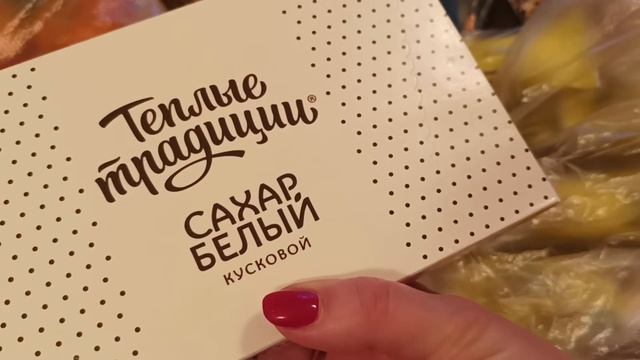 Теплые
традиции®
САХАР
БЕЛЫЙ
КУСКОВОЙ